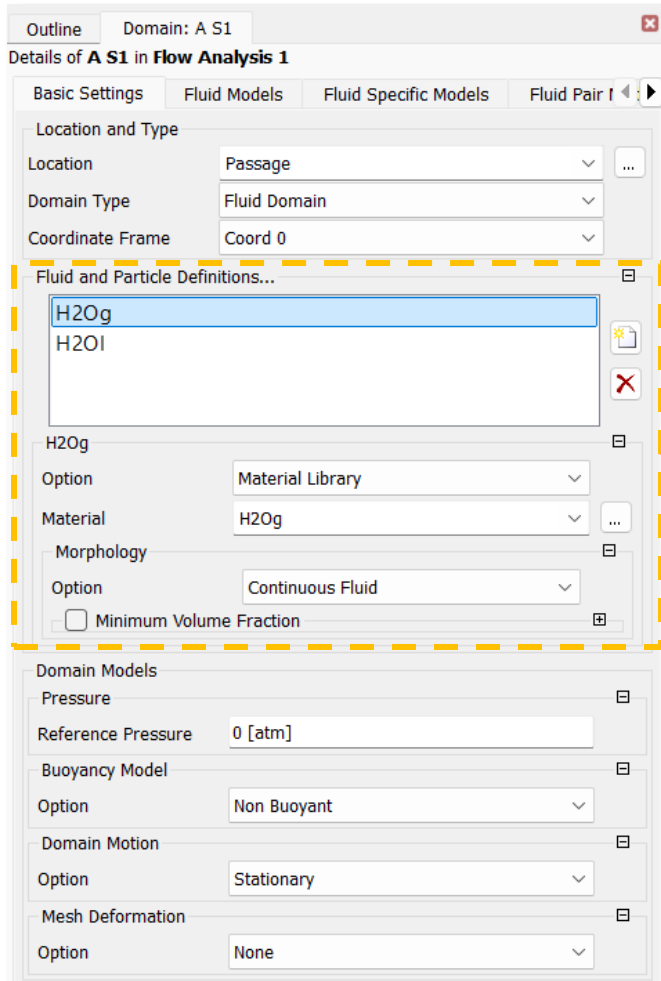 Outline Domain: A S1
Details of A S1 in Flow Analysis 1
Basic Settings Fluid Models Fluid Specific Models Fluid Pair
Location and Type
Location Passage ...
Domain Type Fluid Domain
Coordinate Frame Coord 0
Fluid and Particle Definitions...
H2Og
H2Ol
H2Og
Option Material Library
Material H2Og ...
Morphology
Option Continuous Fluid
Minimum Volume Fraction
Domain Models
Pressure
Reference Pressure 0 [atm]
Buoyancy Model
Option Non Buoyant
Domain Motion
Option Stationary
Mesh Deformation
Option None